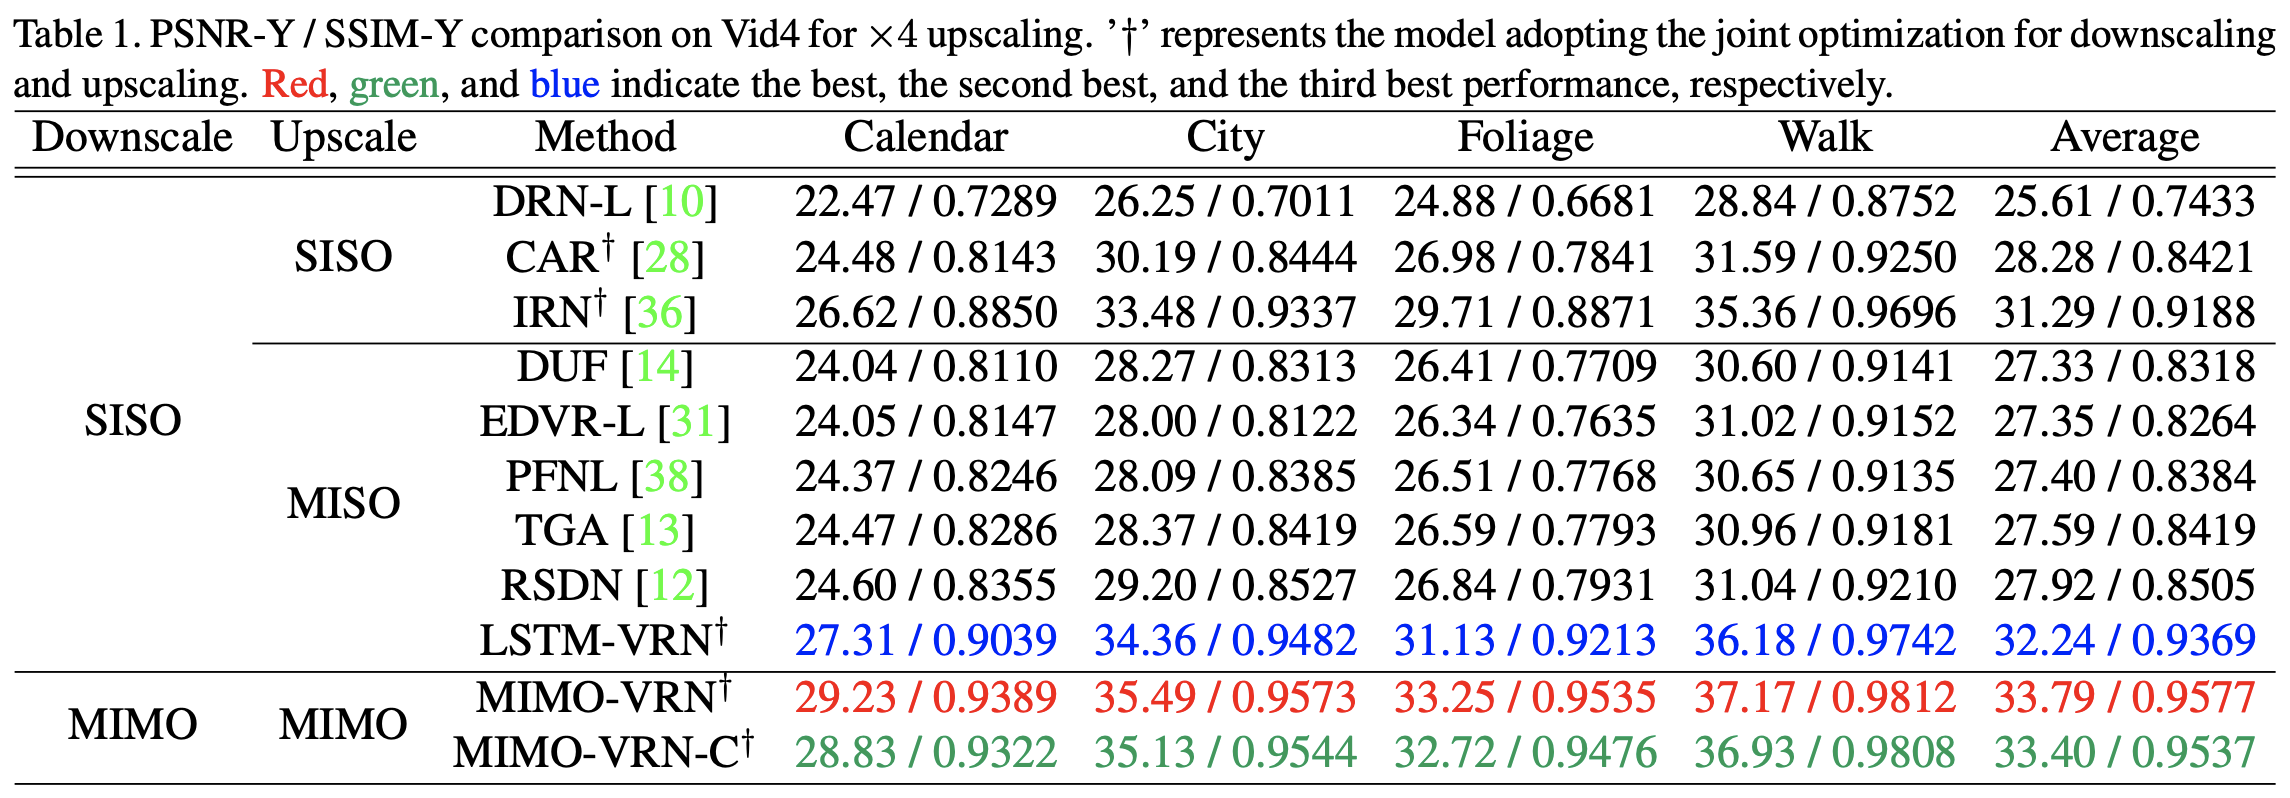 Table 1. PSNR-Y / SSIM-Y comparison on Vid4 for ×4 upscaling. ’†’ represents the model adopting the joint optimization for downscaling
and upscaling. Red, green, and blue indicate the best, the second best, and the third best performance, respectively.
Downscale Upscale Method Calendar City Foliage Walk Average
DRN-L [10] 22.47 / 0.7289 26.25 / 0.7011 24.88 / 0.6681 28.84 / 0.8752 25.61 / 0.7433
SISO CAR† [28] 24.48 / 0.8143 30.19 / 0.8444 26.98 / 0.7841 31.59 / 0.9250 28.28 / 0.8421
IRN† [36] 26.62 / 0.8850 33.48 / 0.9337 29.71 / 0.8871 35.36 / 0.9696 31.29 / 0.9188
DUF [14] 24.04 / 0.8110 28.27 / 0.8313 26.41 / 0.7709 30.60 / 0.9141 27.33 / 0.8318
SISO EDVR-L [31] 24.05 / 0.8147 28.00 / 0.8122 26.34 / 0.7635 31.02 / 0.9152 27.35 / 0.8264
PFNL [38] 24.37 / 0.8246 28.09 / 0.8385 26.51 / 0.7768 30.65 / 0.9135 27.40 / 0.8384
MISO
TGA [13] 24.47 / 0.8286 28.37 / 0.8419 26.59 / 0.7793 30.96 / 0.9181 27.59 / 0.8419
RSDN [12] 24.60 / 0.8355 29.20 / 0.8527 26.84 / 0.7931 31.04 / 0.9210 27.92 / 0.8505
LSTM-VRN† 27.31 / 0.9039 34.36 / 0.9482 31.13 / 0.9213 36.18 / 0.9742 32.24 / 0.9369
MIMO-VRN† 29.23 / 0.9389 35.49 / 0.9573 33.25 / 0.9535 37.17 / 0.9812 33.79 / 0.9577
MIMO MIMO
MIMO-VRN-C† 28.83 / 0.9322 35.13 / 0.9544 32.72 / 0.9476 36.93 / 0.9808 33.40 / 0.9537